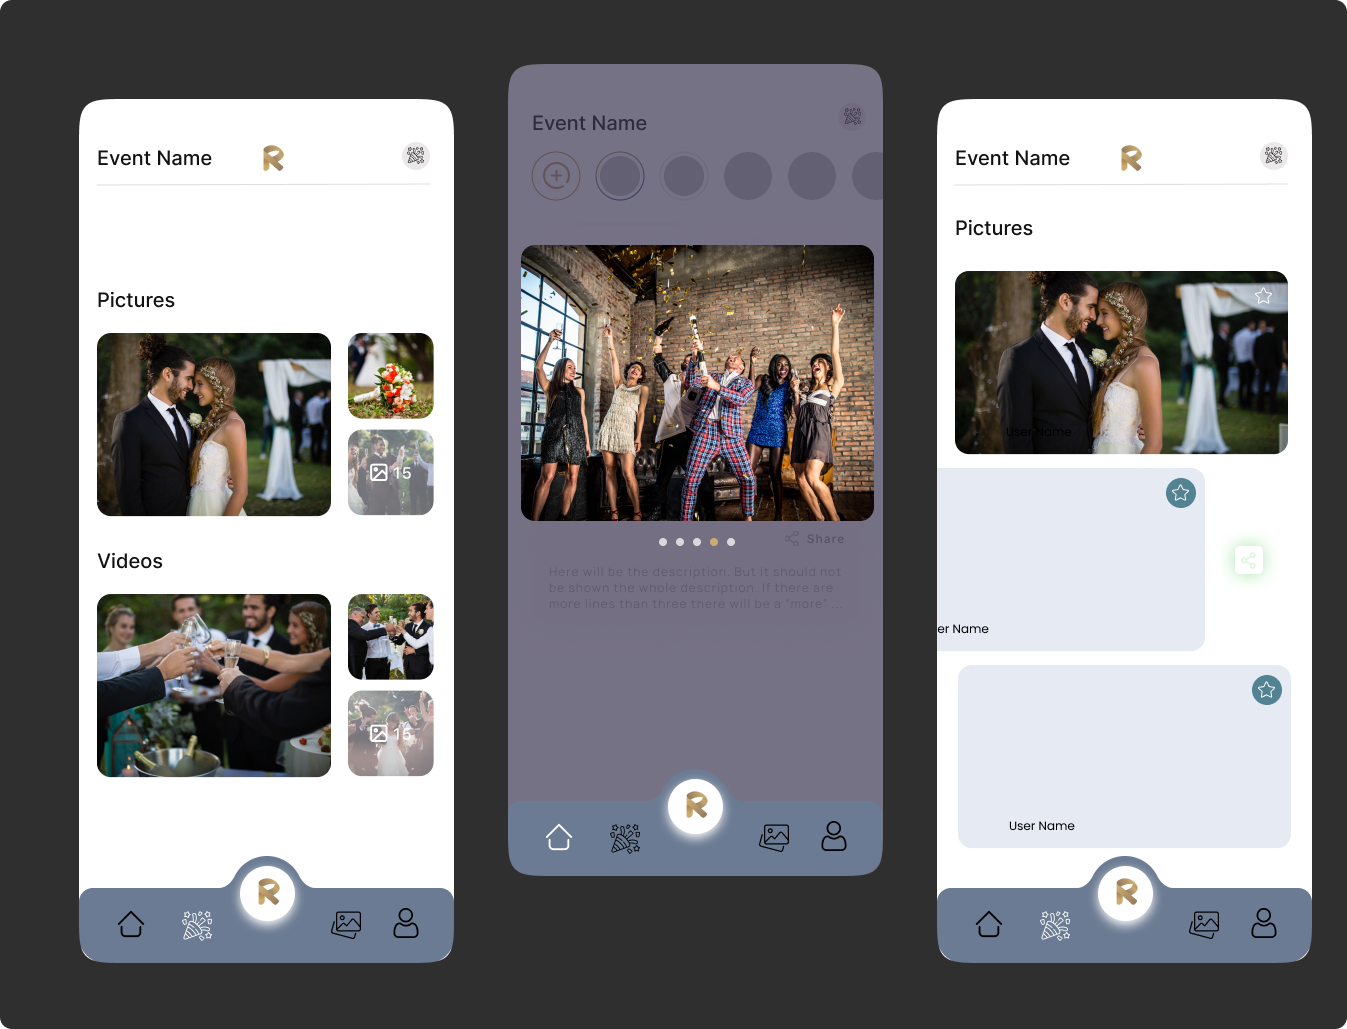 Event Name
R
Pictures
15
Videos
15
R
Event Name
Share
Here will be the description. But it should not
be shown the whole description. If there are
more lines than three there will be a "more" ...
R
Event Name
R
Pictures
User Name
er Name
User Name
R